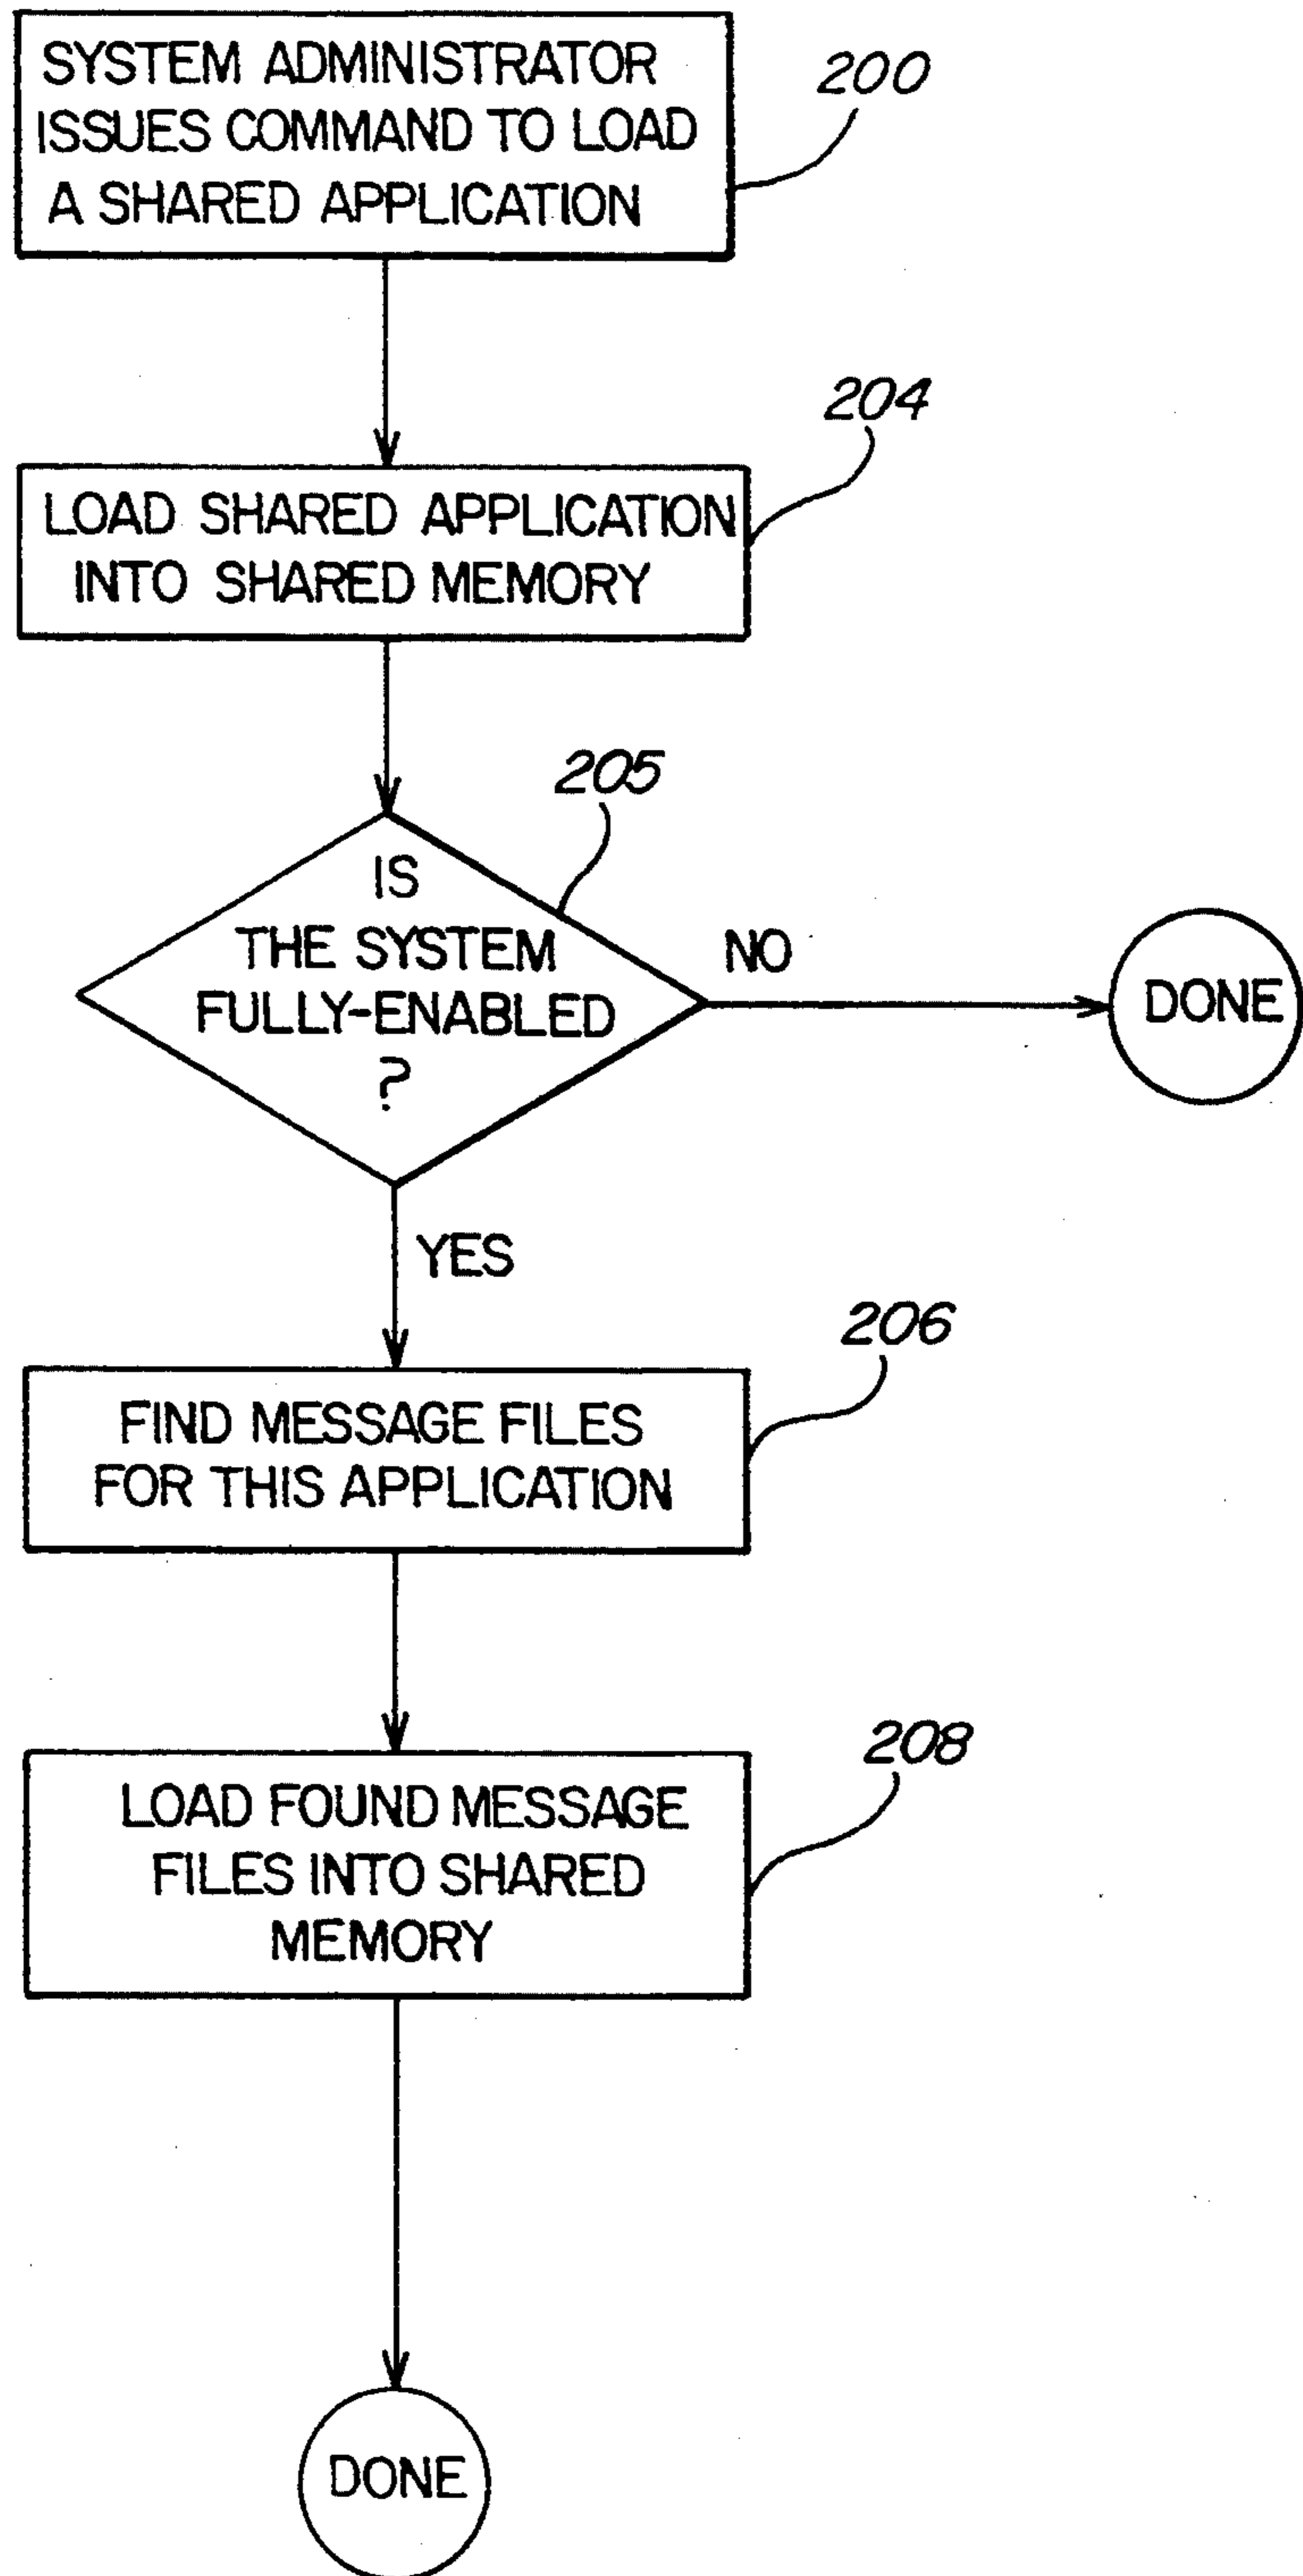 SYSTEM ADMINISTRATOR
ISSUES COMMAND TO LOAD
A SHARED APPLICATION
200
204
LOAD SHARED APPLICATION
INTO SHARED MEMORY
205
IS
THE SYSTEM
FULLY-ENABLED
?
NO
DONE
YES
206
FIND MESSAGE FILES
FOR THIS APPLICATION
208
LOAD FOUND MESSAGE
FILES INTO SHARED
MEMORY
DONE